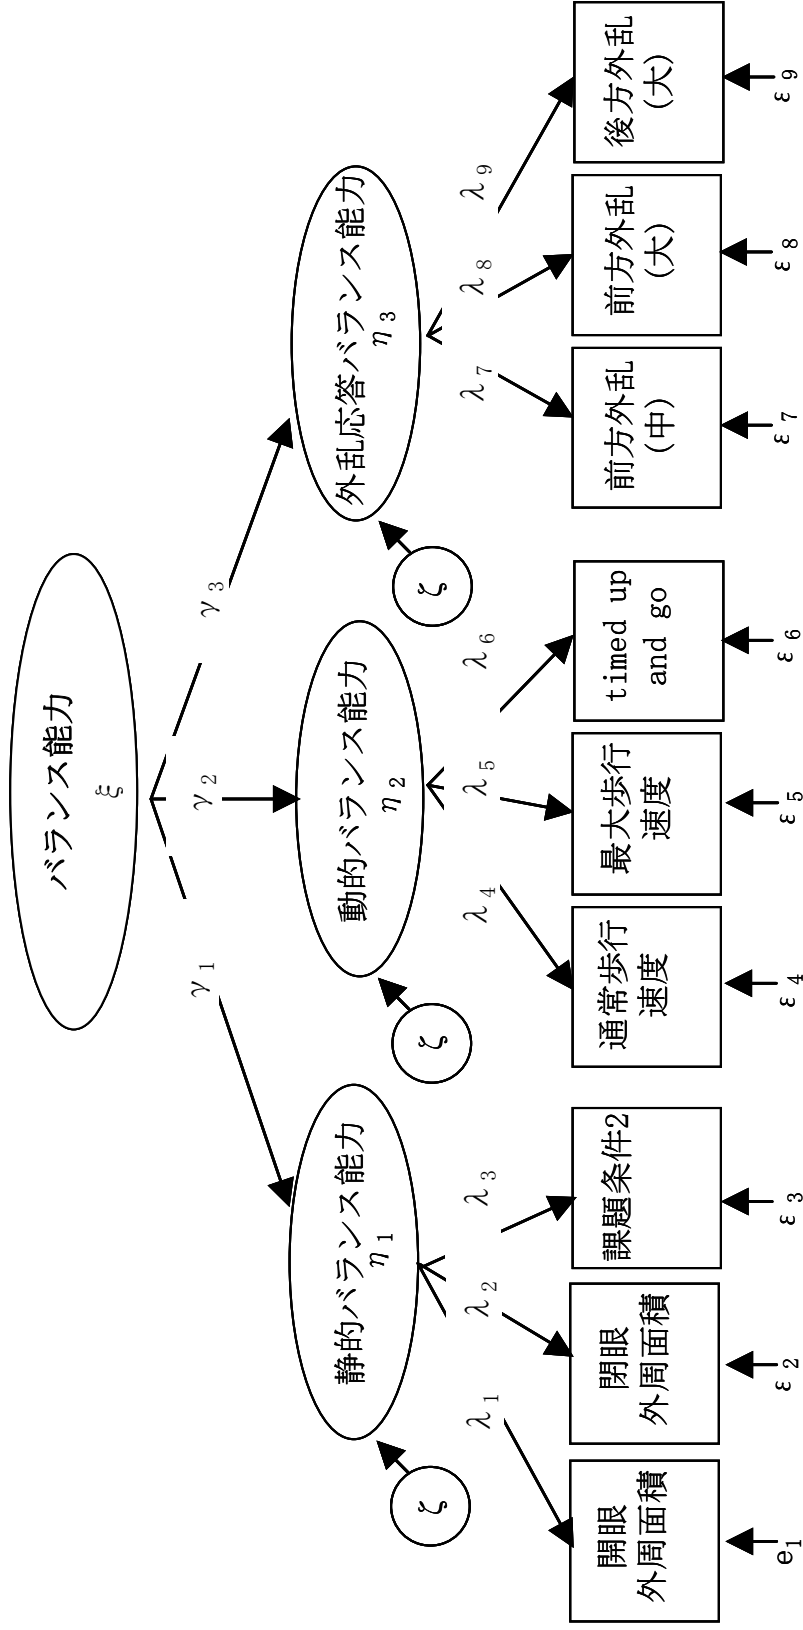 バランス能力
ξ
γ1
γ2
γ3
静的バランス能力
η1
動的バランス能力
η2
外乱応答バランス能力
η3
ζ
ζ
ζ
λ1
λ2
λ3
λ4
λ5
λ6
λ7
λ8
λ9
開眼
外周面積
閉眼
外周面積
課題条件2
通常歩行
速度
最大歩行
速度
timed up
and go
前方外乱
(中)
前方外乱
(大)
後方外乱
(大)
e1
ε2
ε3
ε4
ε5
ε6
ε7
ε8
ε9